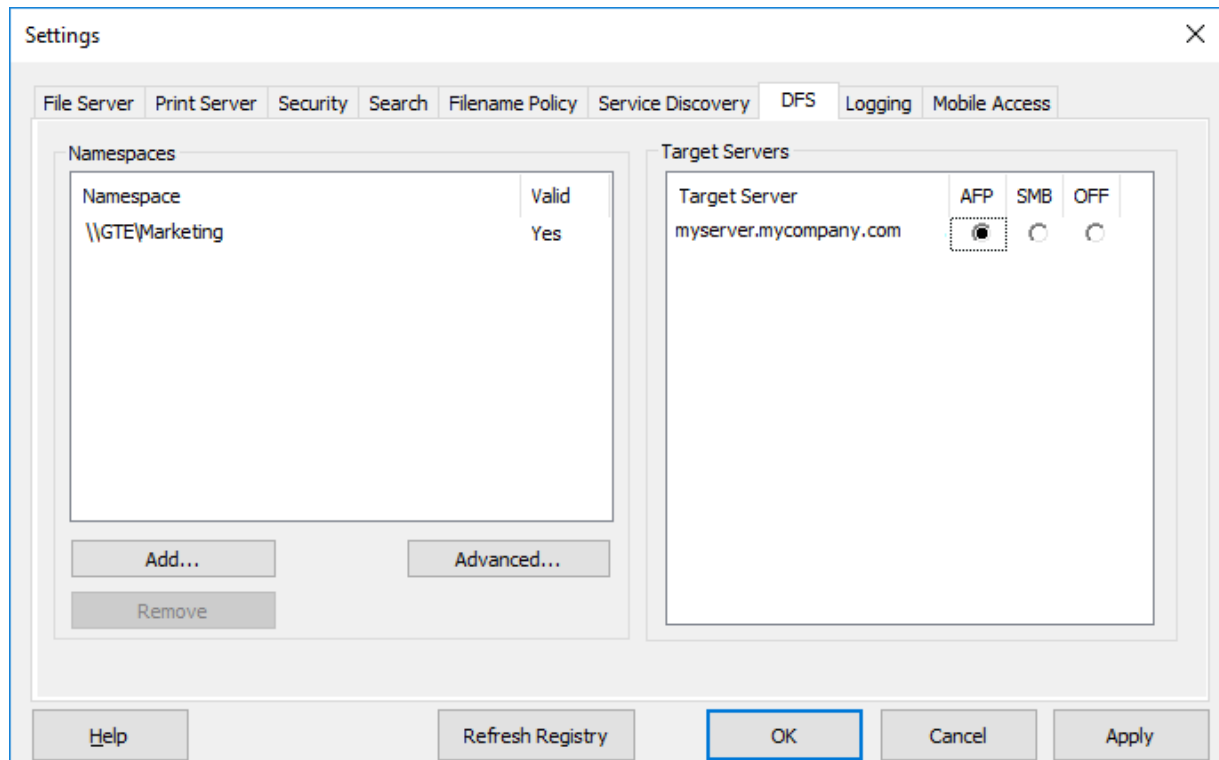 Settings
File Server Print Server Security Search Filename Policy Service Discovery DFS Logging Mobile Access
Namespaces
Namespace Valid
\\GTE\Marketing Yes
Add... Advanced...
Remove
Target Servers
Target Server AFP SMB OFF
myserver.mycompany.com
Help Refresh Registry OK Cancel Apply